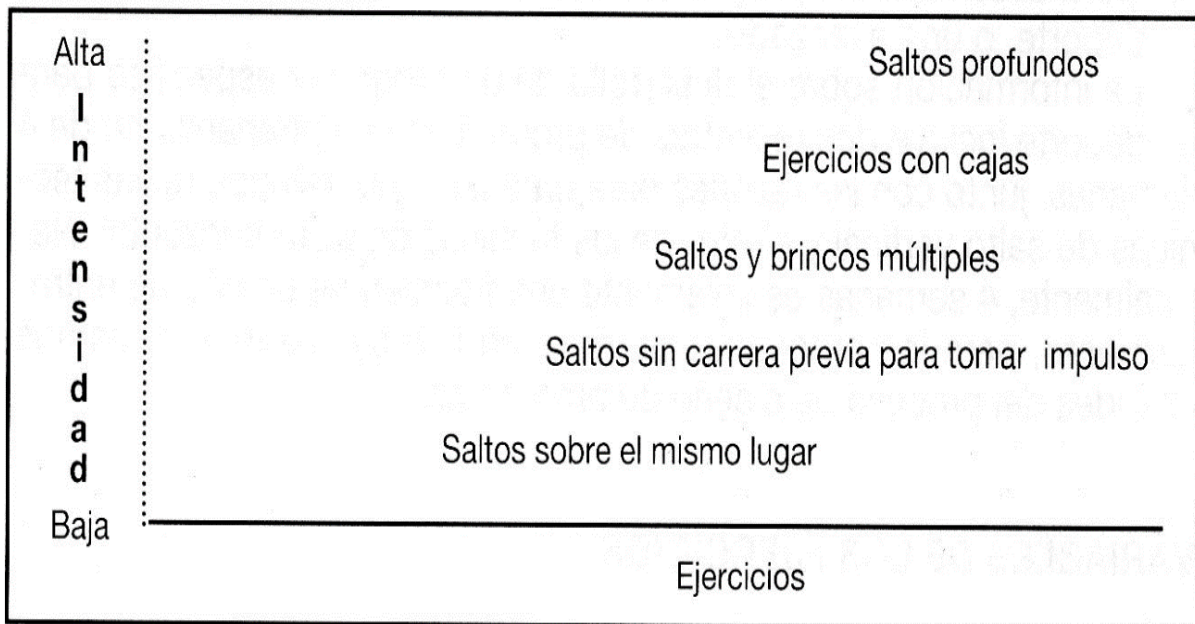 Alta
Intensidad
Baja
Saltos profundos
Ejercicios con cajas
Saltos y brincos múltiples
Saltos sin carrera previa para tomar impulso
Saltos sobre el mismo lugar
Ejercicios